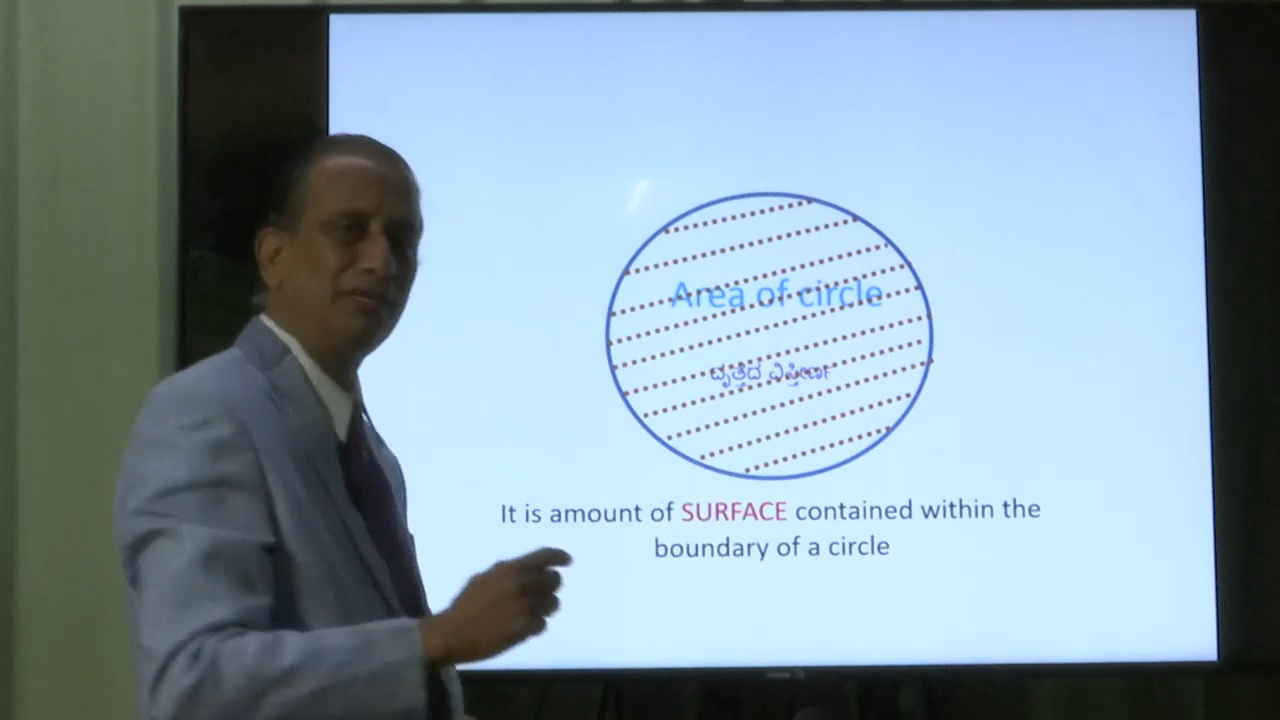 Area of circle
ವೃತ್ತದ ವಿಸ್ತೀರ್ಣ
It is amount of SURFACE contained within the
boundary of a circle